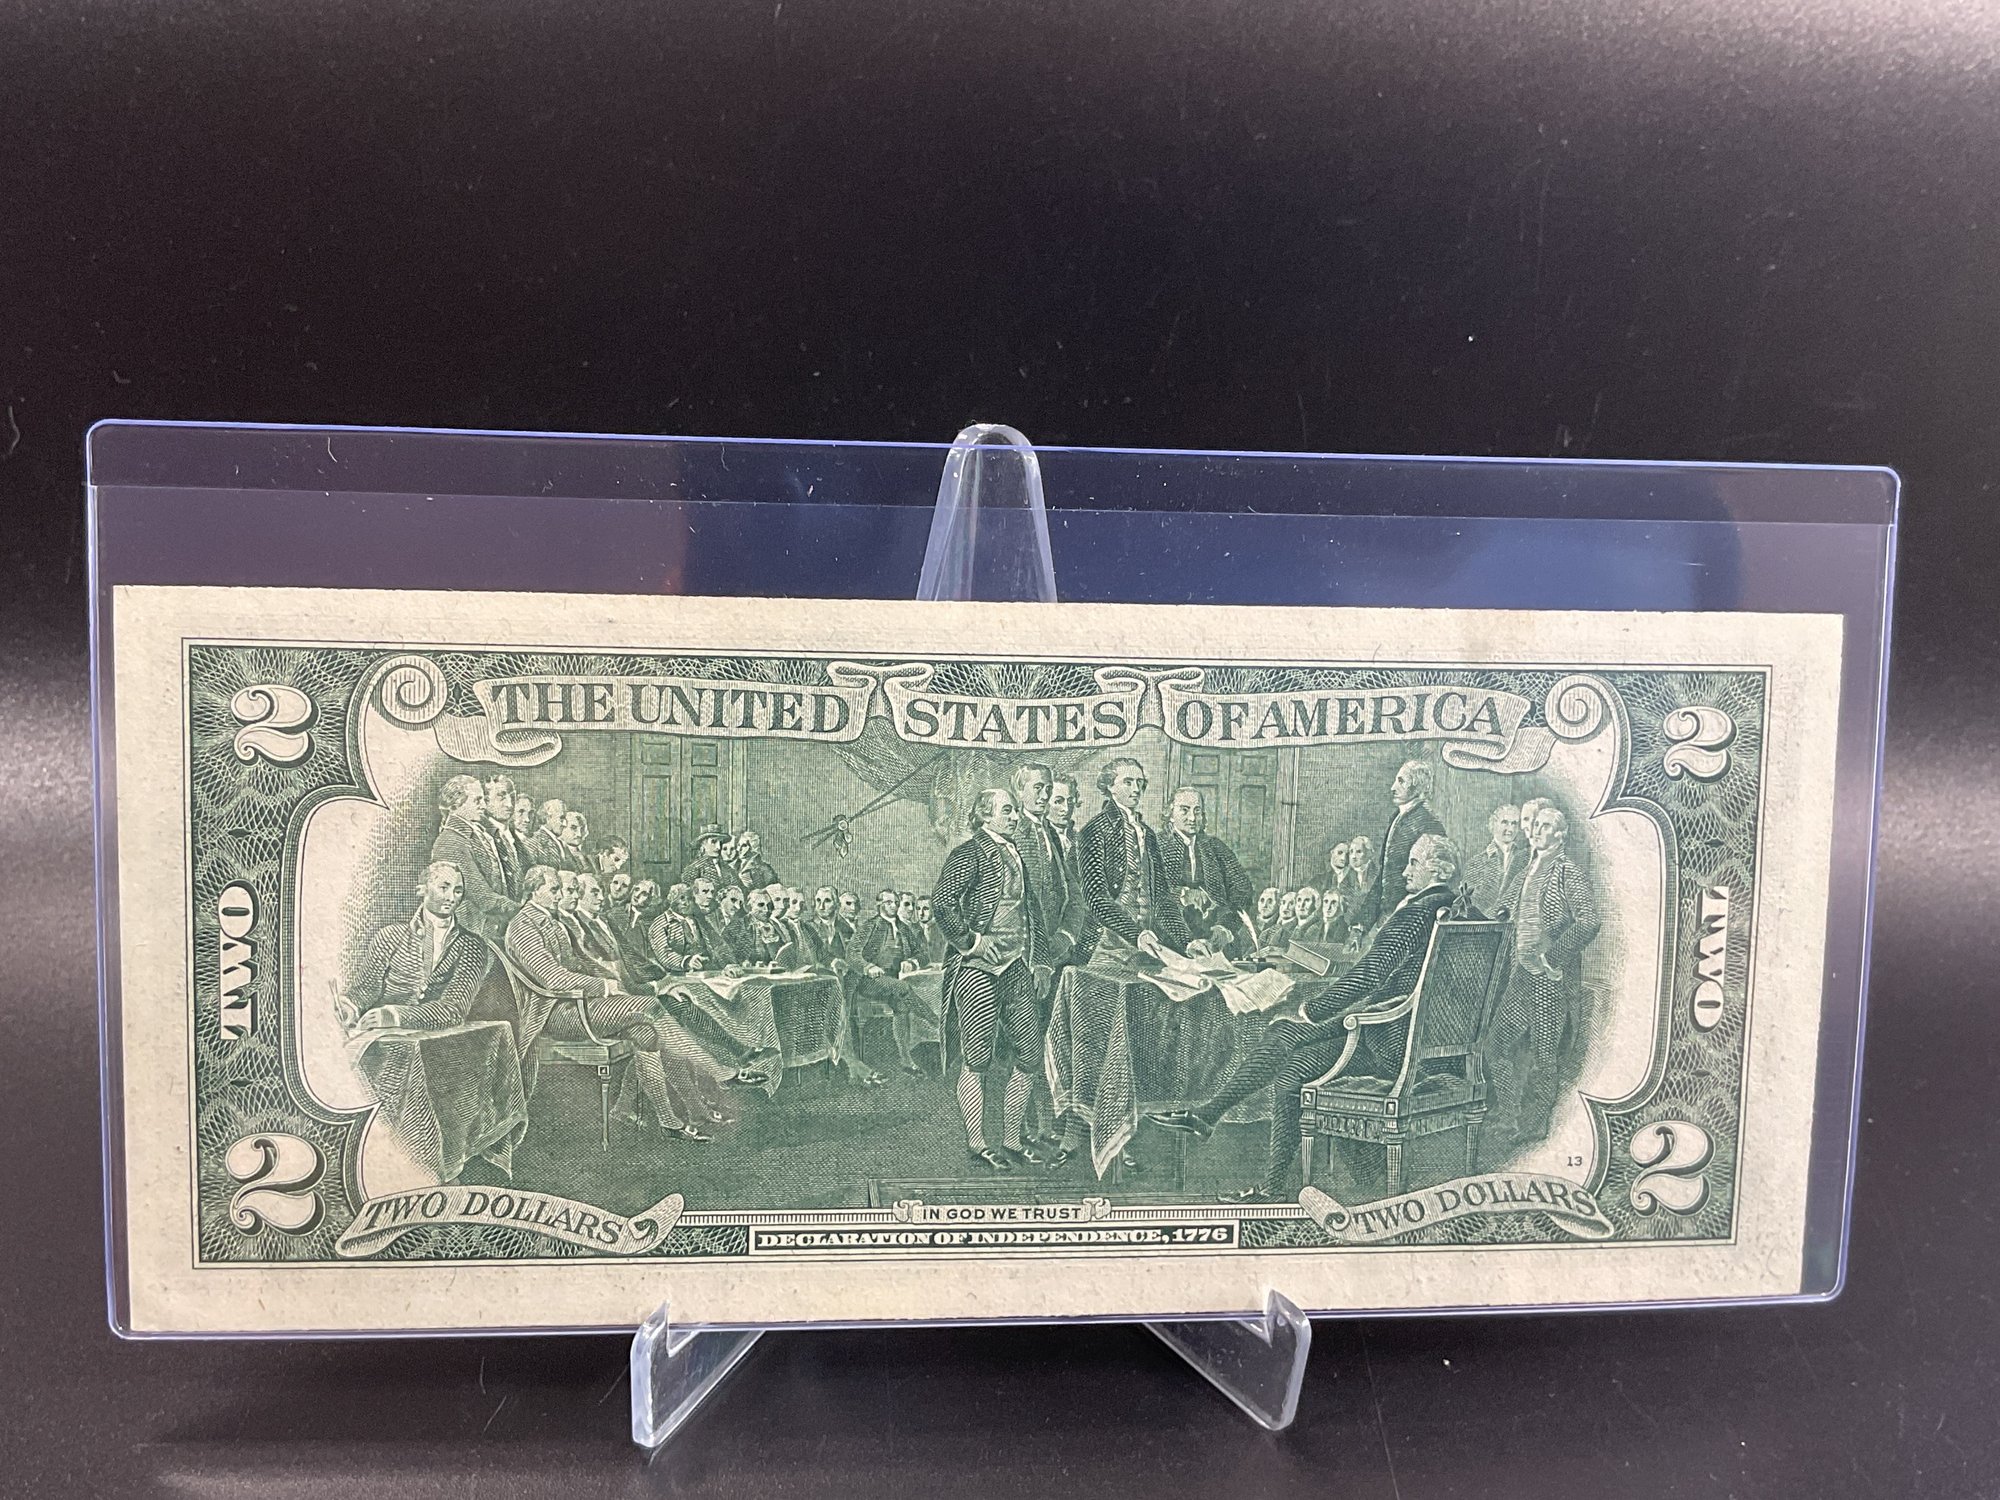 THE UNITED STATES OF AMERICA
2 2
TWO TWO
13
2 2
TWO DOLLARS TWO DOLLARS
IN GOD WE TRUST
DECLARATION OF INDEPENDENCE, 1776